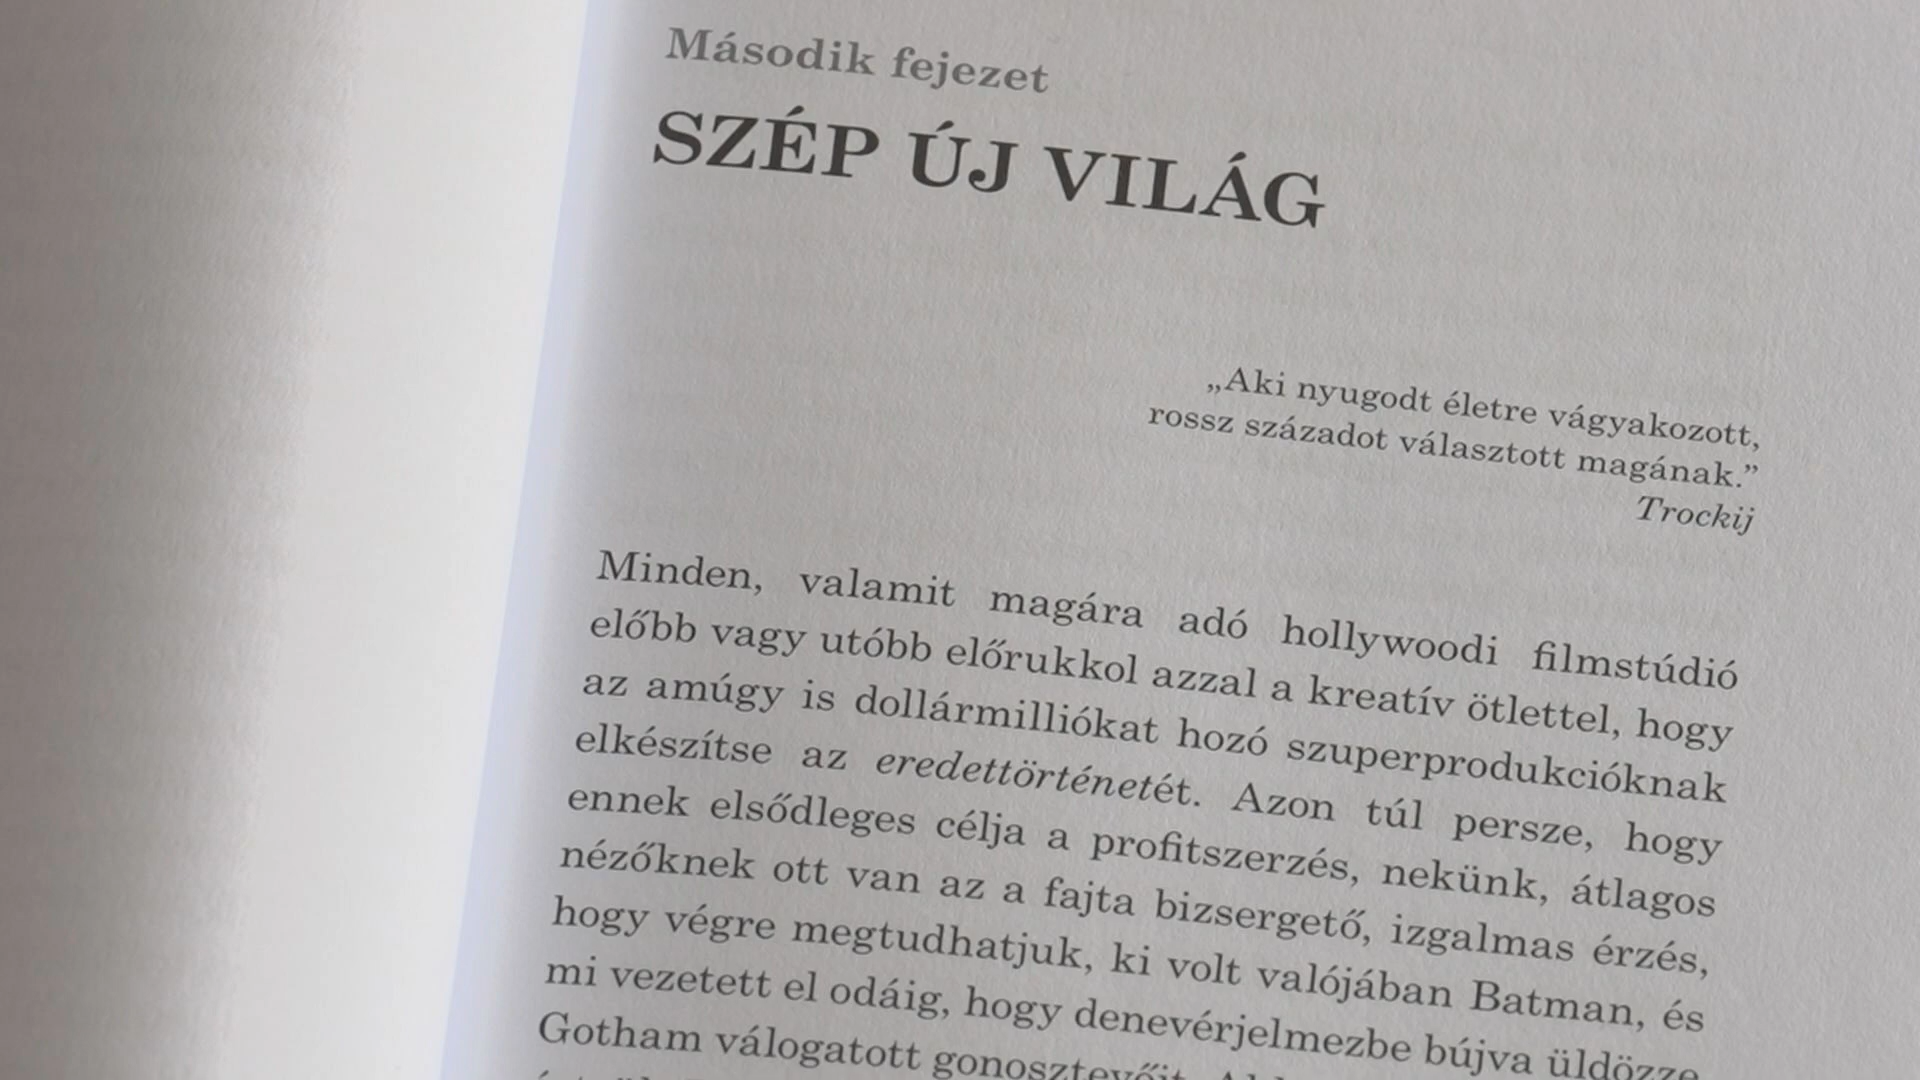 Második fejezet
SZÉP ÚJ VILÁG
„Aki nyugodt életre vágyakozott,
rossz századot választott magának.”
Trockij
Minden, valamit magára adó hollywoodi filmstúdió
előbb vagy utóbb előrukkol azzal a kreatív ötlettel, hogy
az amúgy is dollármilliókat hozó szuperprodukcióknak
elkészítse az eredettörténetét. Azon túl persze, hogy
ennek elsődleges célja a profitszerzés, nekünk, átlagos
nézőknek ott van az a fajta bizsergető, izgalmas érzés,
hogy végre megtudhatjuk, ki volt valójában Batman, és
mi vezetett el odáig, hogy denevérjelmezbe bújva üldözze
Gotham válogatott gonosztevőit.